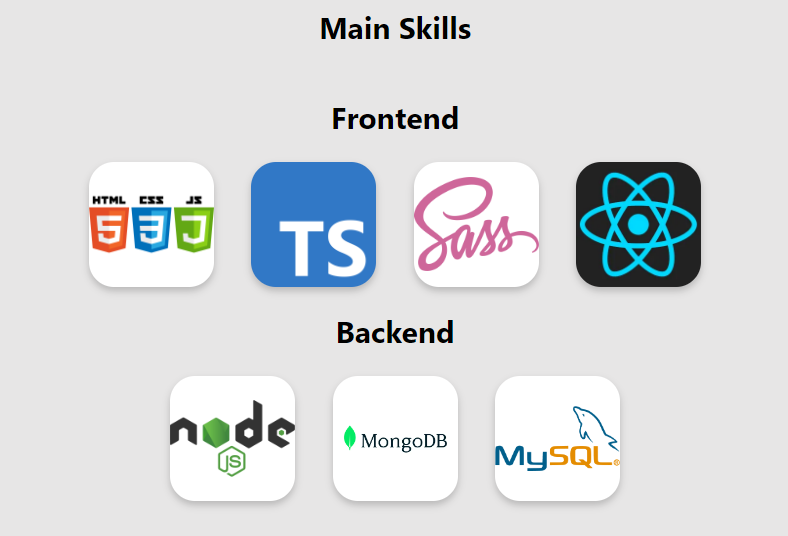 Main Skills
Frontend
HTML CSS JS
5 3 J
TS
Sass
Backend
node
JS
MongoDB
MySQL®